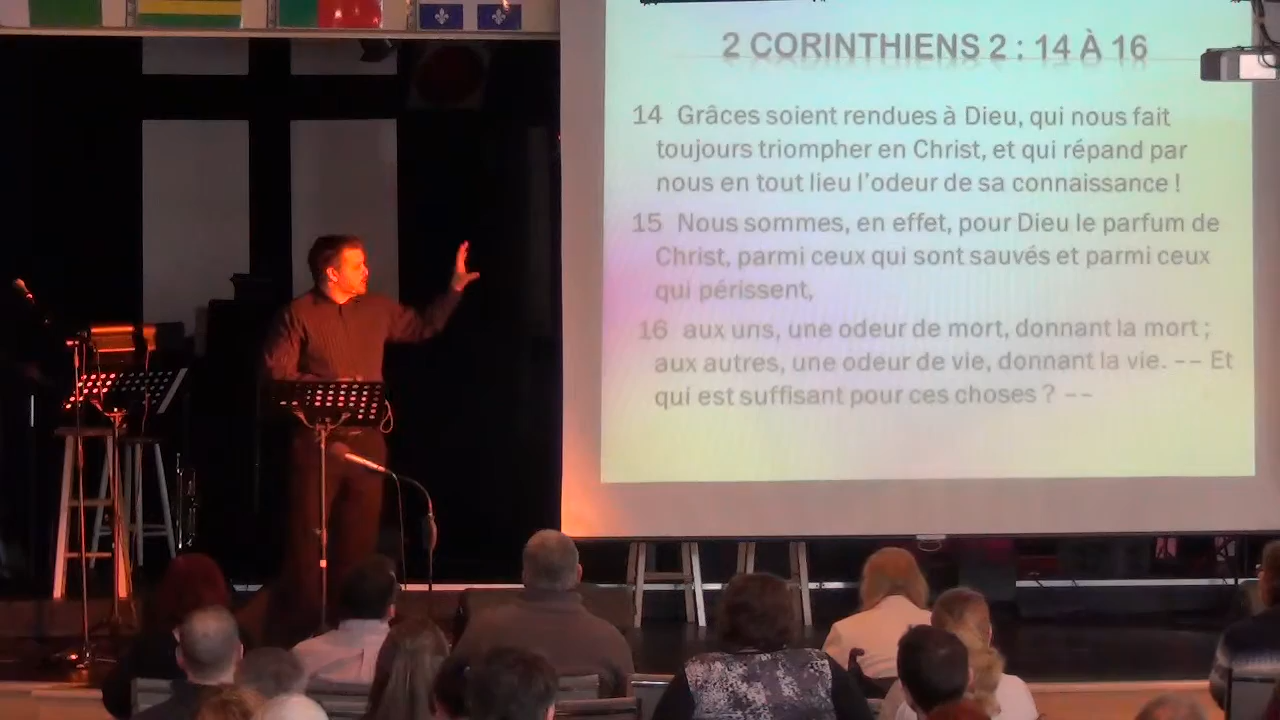 2 CORINTHIENS 2 : 14 À 16
14 Grâces soient rendues à Dieu, qui nous fait
toujours triompher en Christ, et qui répand par
nous en tout lieu l'odeur de sa connaissance !
15 Nous sommes, en effet, pour Dieu le parfum de
Christ, parmi ceux qui sont sauvés et parmi ceux
qui périssent,
16 aux uns, une odeur de mort, donnant la mort ;
aux autres, une odeur de vie, donnant la vie. -- Et
qui est suffisant pour ces choses ? --